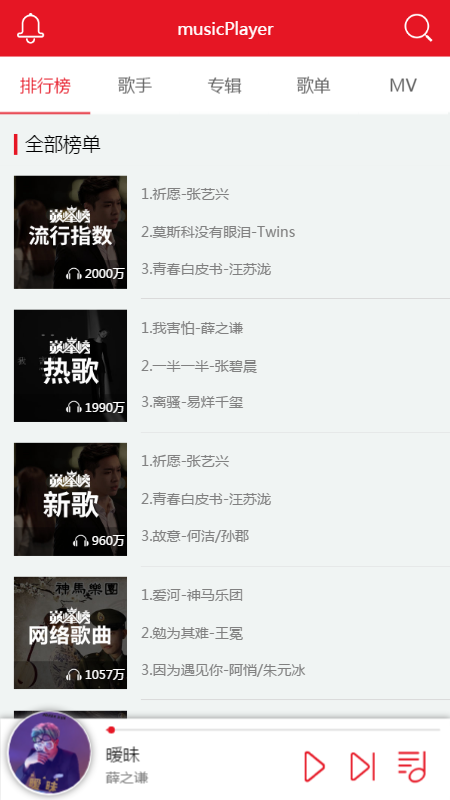 musicPlayer
排行榜 歌手 专辑 歌单 MV
全部榜单
巅峰榜
流行指数
2000万
1.祈愿-张艺兴
2.莫斯科没有眼泪-Twins
3.青春白皮书-汪苏泷
巅峰榜
热歌
1990万
1.我害怕-薛之谦
2.一半一半-张碧晨
3.离骚-易烊千玺
巅峰榜
新歌
960万
1.祈愿-张艺兴
2.青春白皮书-汪苏泷
3.故意-何洁/孙郡
神馬樂團
巅峰榜
网络歌曲
1057万
1.爱河-神马乐团
2.勉为其难-王冕
3.因为遇见你-阿悄/朱元冰
暧昧
暧昧
薛之谦